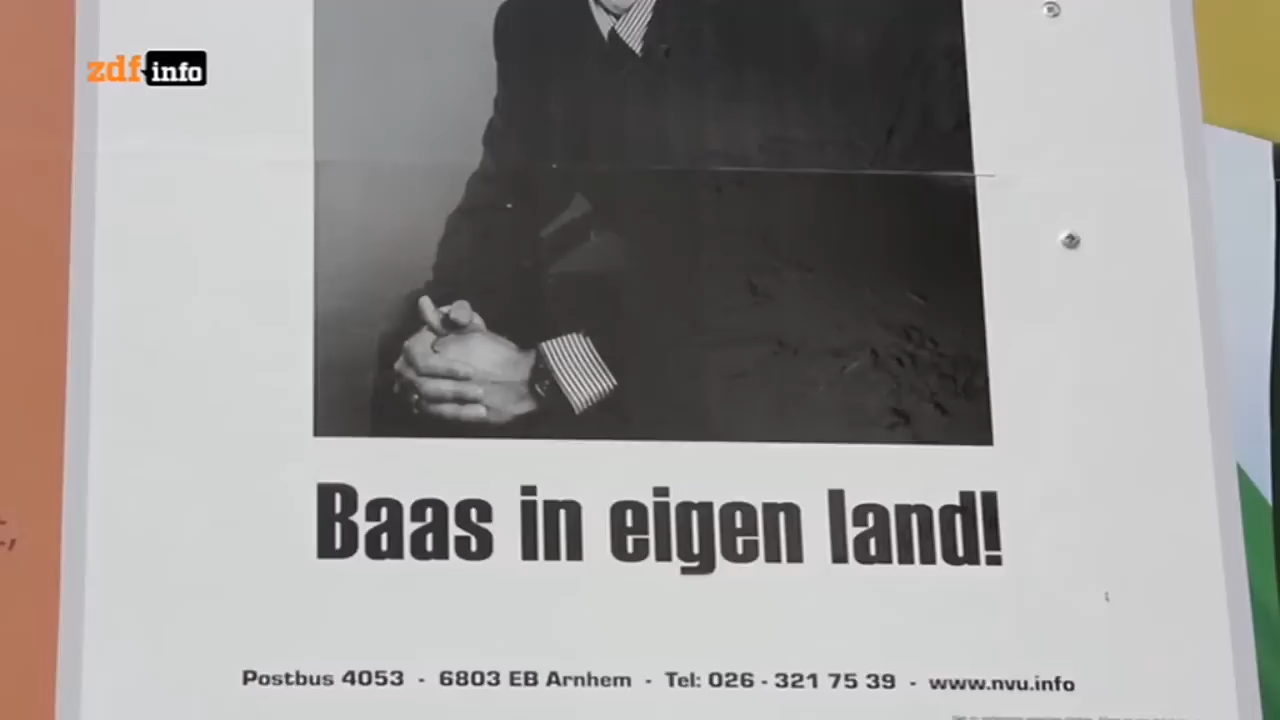 zdf info
Baas in eigen land!
Postbus 4053 - 6803 EB Arnhem - Tel: 026 - 321 75 39 - www.nvu.info